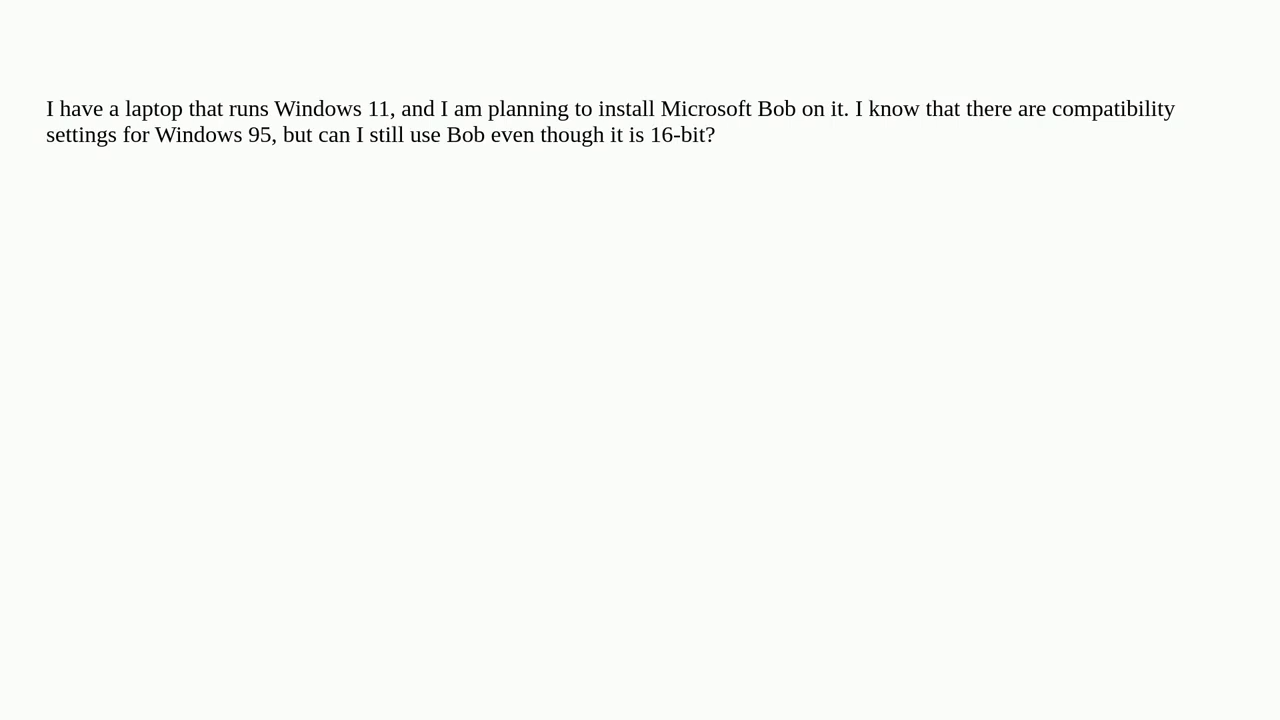 I have a laptop that runs Windows 11, and I am planning to install Microsoft Bob on it. I know that there are compatibility
settings for Windows 95, but can I still use Bob even though it is 16-bit?